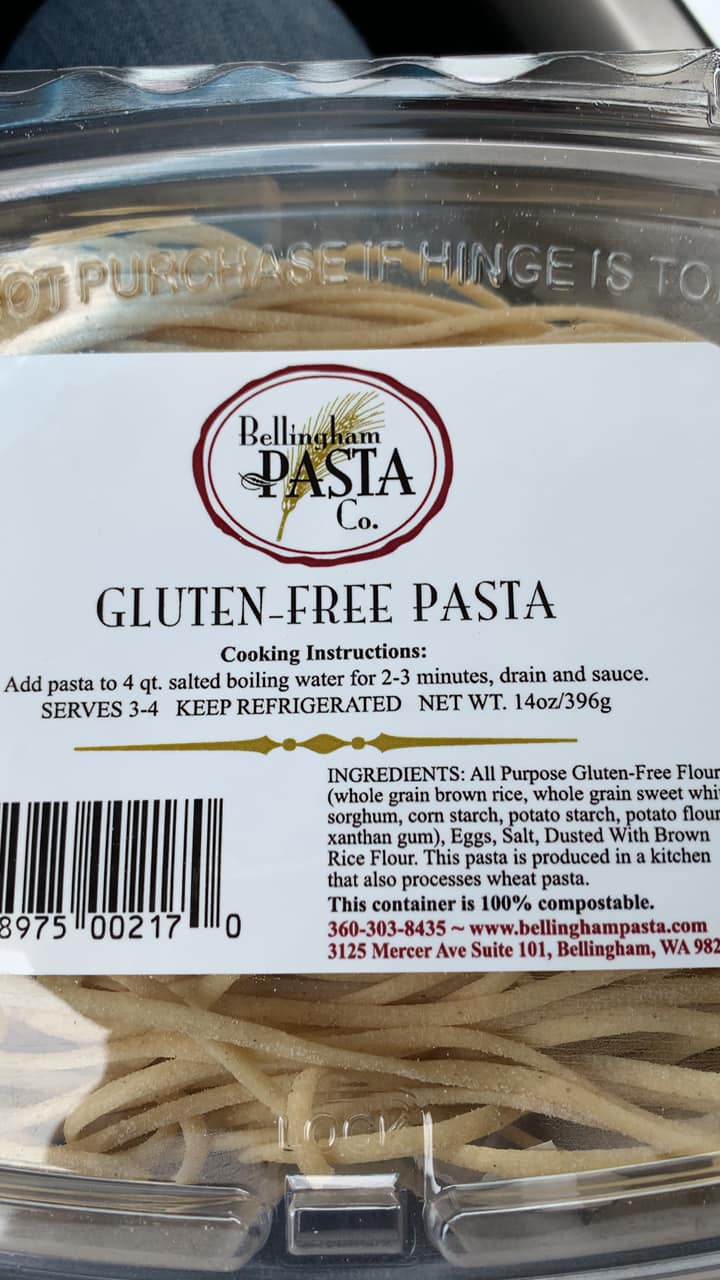 OT PURCHASE IF HINGE IS TO
Bellingham
PASTA
Co.
GLUTEN-FREE PASTA
Cooking Instructions:
Add pasta to 4 qt. salted boiling water for 2-3 minutes, drain and sauce.
SERVES 3-4 KEEP REFRIGERATED NET WT. 14oz/396g
INGREDIENTS: All Purpose Gluten-Free Flour
(whole grain brown rice, whole grain sweet whi
sorghum, corn starch, potato starch, potato flour
xanthan gum), Eggs, Salt, Dusted With Brown
Rice Flour. This pasta is produced in a kitchen
that also processes wheat pasta.
This container is 100% compostable.
360-303-8435 ~ www.bellinghampasta.com
3125 Mercer Ave Suite 101, Bellingham, WA 982
8975 00217 0
LOCK